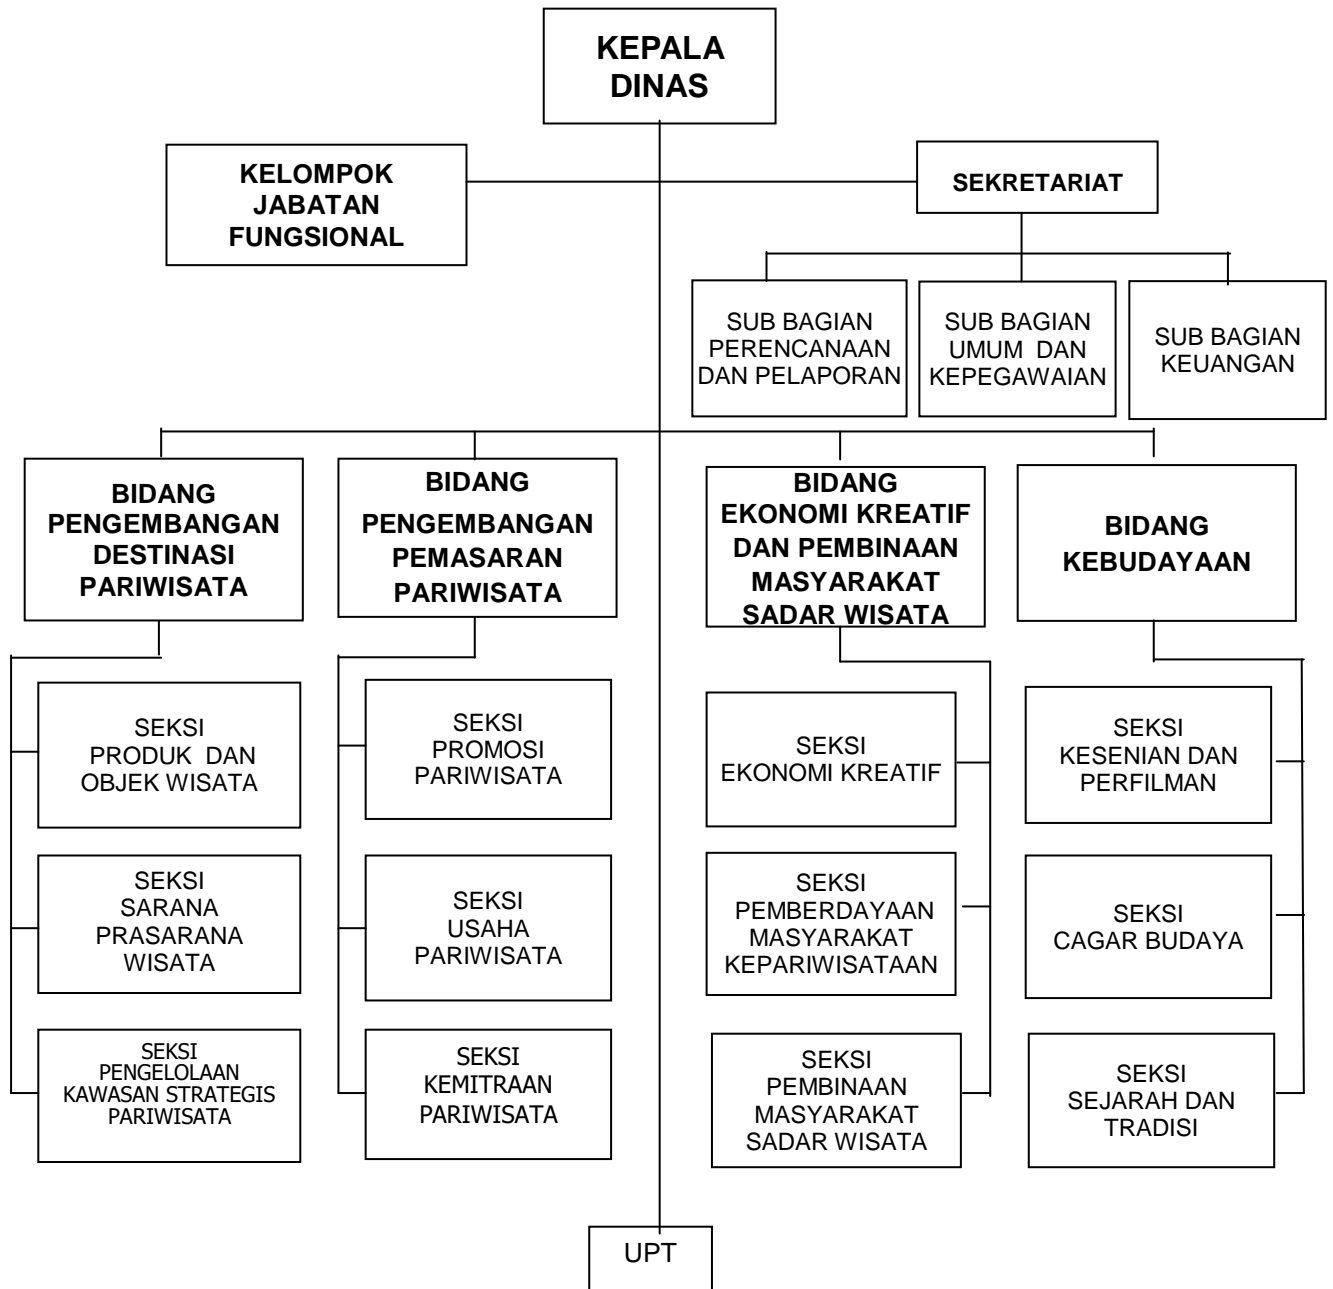 KEPALA
DINAS
KELOMPOK
JABATAN
FUNGSIONAL
SEKRETARIAT
SUB BAGIAN
PERENCANAAN
DAN PELAPORAN
SUB BAGIAN
UMUM DAN
KEPEGAWAIAN
SUB BAGIAN
KEUANGAN
BIDANG
PENGEMBANGAN
DESTINASI
PARIWISATA
BIDANG
PENGEMBANGAN
PEMASARAN
PARIWISATA
BIDANG
EKONOMI KREATIF
DAN PEMBINAAN
MASYARAKAT
SADAR WISATA
BIDANG
KEBUDAYAAN
SEKSI
PRODUK DAN
OBJEK WISATA
SEKSI
PROMOSI
PARIWISATA
SEKSI
EKONOMI KREATIF
SEKSI
KESENIAN DAN
PERFILMAN
SEKSI
SARANA
PRASARANA
WISATA
SEKSI
USAHA
PARIWISATA
SEKSI
PEMBERDAYAAN
MASYARAKAT
KEPARIWISATAAN
SEKSI
CAGAR BUDAYA
SEKSI
PENGELOLAAN
KAWASAN STRATEGIS
PARIWISATA
SEKSI
KEMITRAAN
PARIWISATA
SEKSI
PEMBINAAN
MASYARAKAT
SADAR WISATA
SEKSI
SEJARAH DAN
TRADISI
UPT